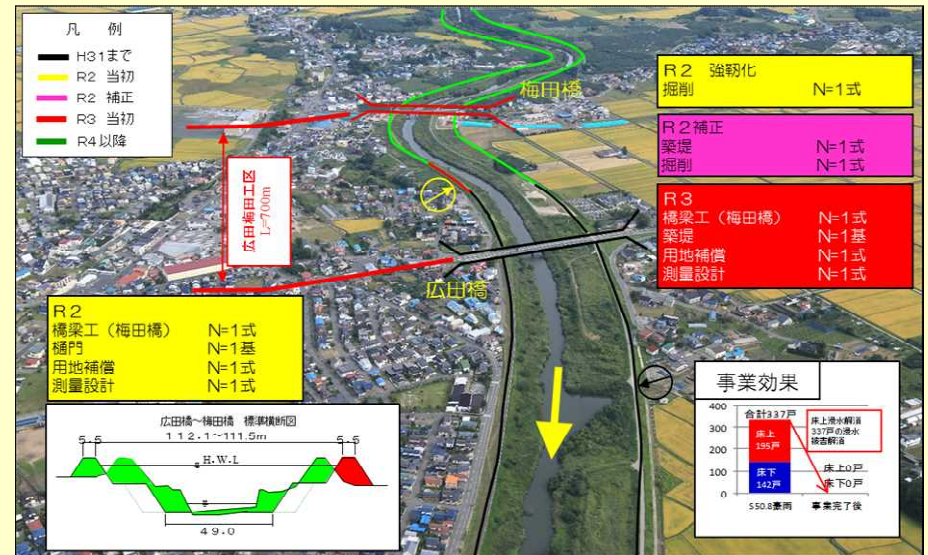 凡 例
H31まで
R2 当初
R2 補正
R3 当初
R4以降
梅田橋
広田梅田工区
L=700m
広田橋
R2 強靭化
掘削 N=1式
R2補正
築堤 N=1式
掘削 N=1式
R3
橋梁工（梅田橋） N=1式
築堤 N=1基
用地補償 N=1式
測量設計 N=1式
R2
橋梁工（梅田橋） N=1式
樋門 N=1基
用地補償 N=1式
測量設計 N=1式
広田橋～梅田橋 標準横断図
112.1～111.5m
5.5 5.5
H.W.L
49.0
事業効果
400
300
200
100
0
合計337戸
床上
195戸
床下
142戸
床上浸水解消
337戸の浸水
被害解消
床上0戸
床下0戸
S50.8豪雨 事業完了後